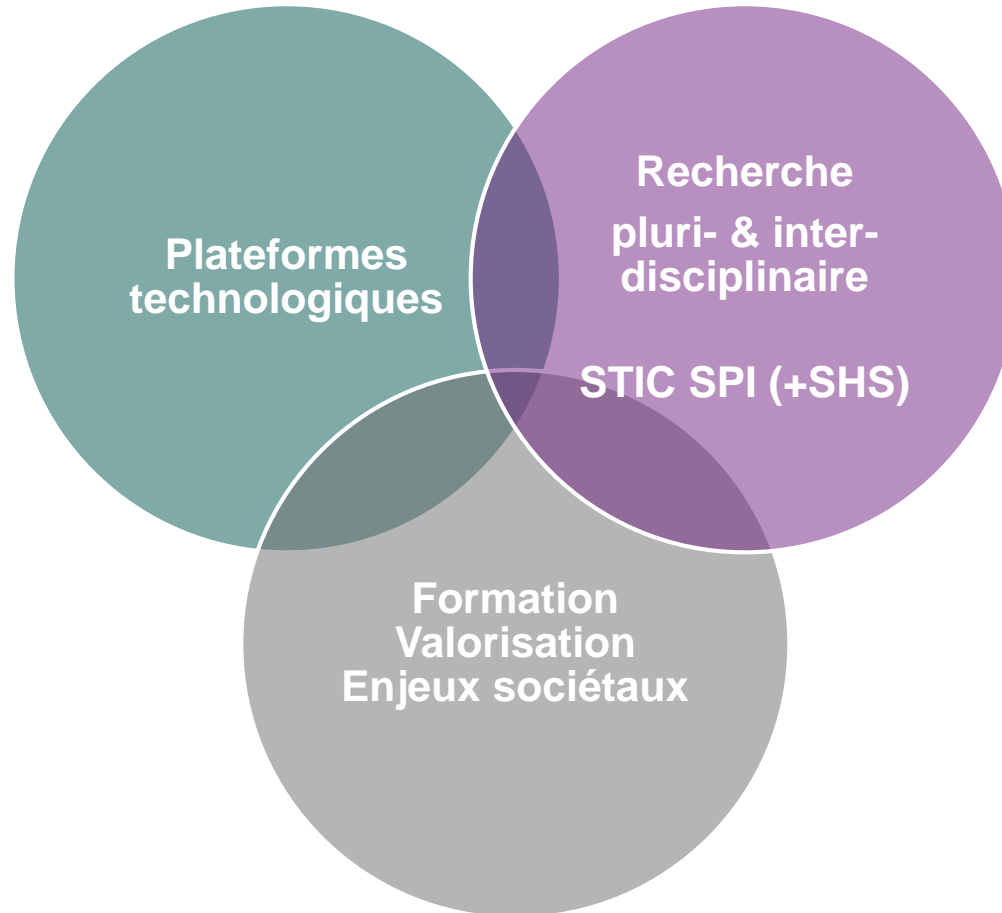 Plateformes
technologiques
Recherche
pluri- & inter-
disciplinaire
STIC SPI (+SHS)
Formation
Valorisation
Enjeux sociétaux